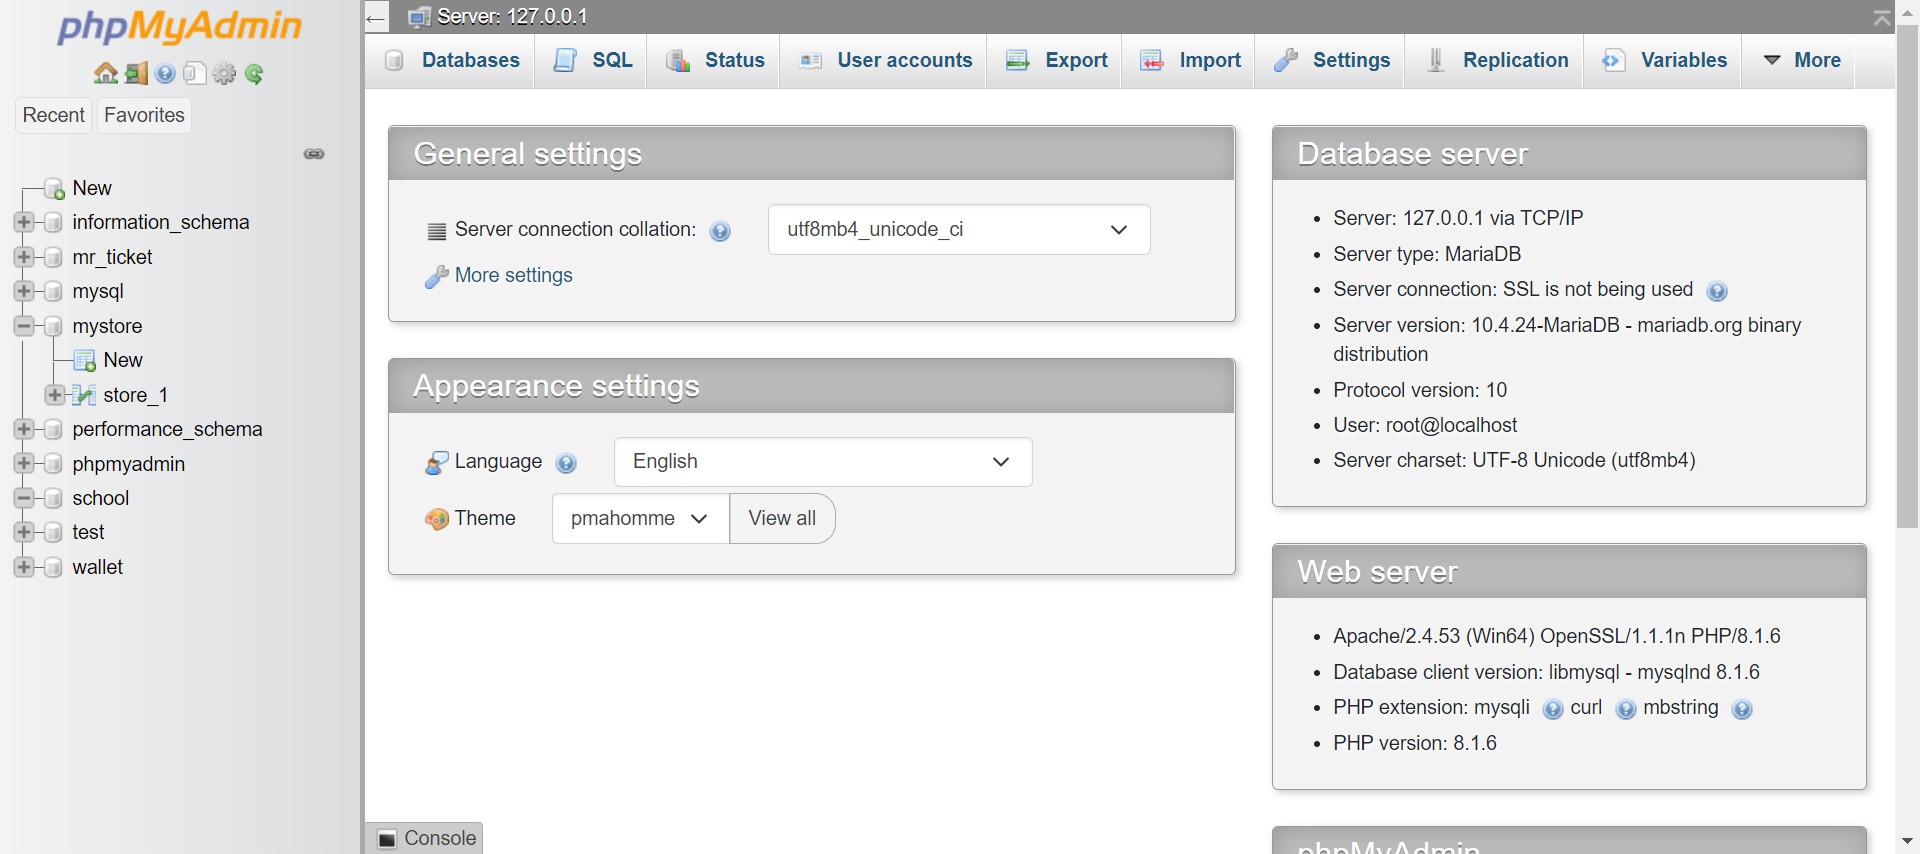 phpMyAdmin
Recent
Favorites
New
information_schema
mr_ticket
mysql
mystore
New
store_1
performance_schema
phpmyadmin
school
test
wallet
Server: 127.0.0.1
Databases
SQL
Status
User accounts
Export
Import
Settings
Replication
Variables
More
General settings
Server connection collation:
utf8mb4_unicode_ci
More settings
Appearance settings
Language
English
Theme
pmahomme
View all
Database server
Server: 127.0.0.1 via TCP/IP
Server type: MariaDB
Server connection: SSL is not being used
Server version: 10.4.24-MariaDB - mariadb.org binary
distribution
Protocol version: 10
User: root@localhost
Server charset: UTF-8 Unicode (utf8mb4)
Web server
Apache/2.4.53 (Win64) OpenSSL/1.1.1n PHP/8.1.6
Database client version: libmysql - mysqlnd 8.1.6
PHP extension: mysqli curl mbstring
PHP version: 8.1.6
phpMyAdmin
Console